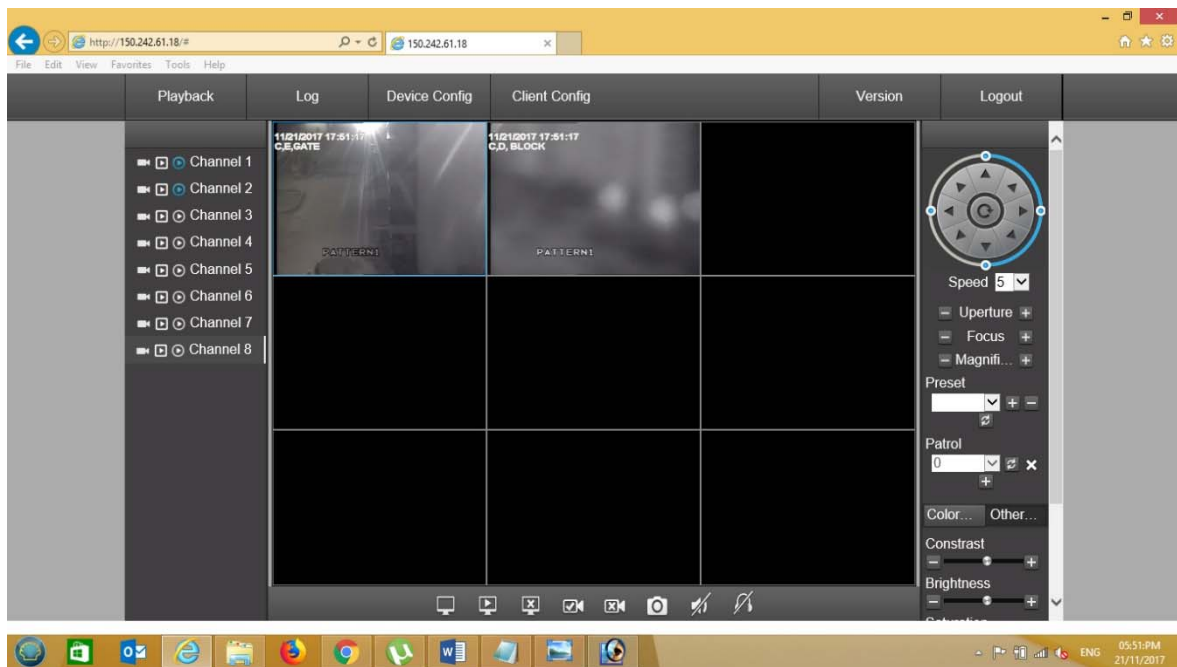 http://150.242.61.18/#
150.242.61.18
File Edit View Favorites Tools Help
Playback Log Device Config Client Config Version Logout
11/21/2017 17:51:17
C,E,GATE
PATTERN1
11/21/2017 17:51:17
C,D, BLOCK
PATTERN1
Channel 1
Channel 2
Channel 3
Channel 4
Channel 5
Channel 6
Channel 7
Channel 8
Speed 5
Uperture
Focus
Magnifi...
Preset
Patrol
0
Color... Other...
Constrast
Brightness
ENG
05:51:PM
21/11/2017